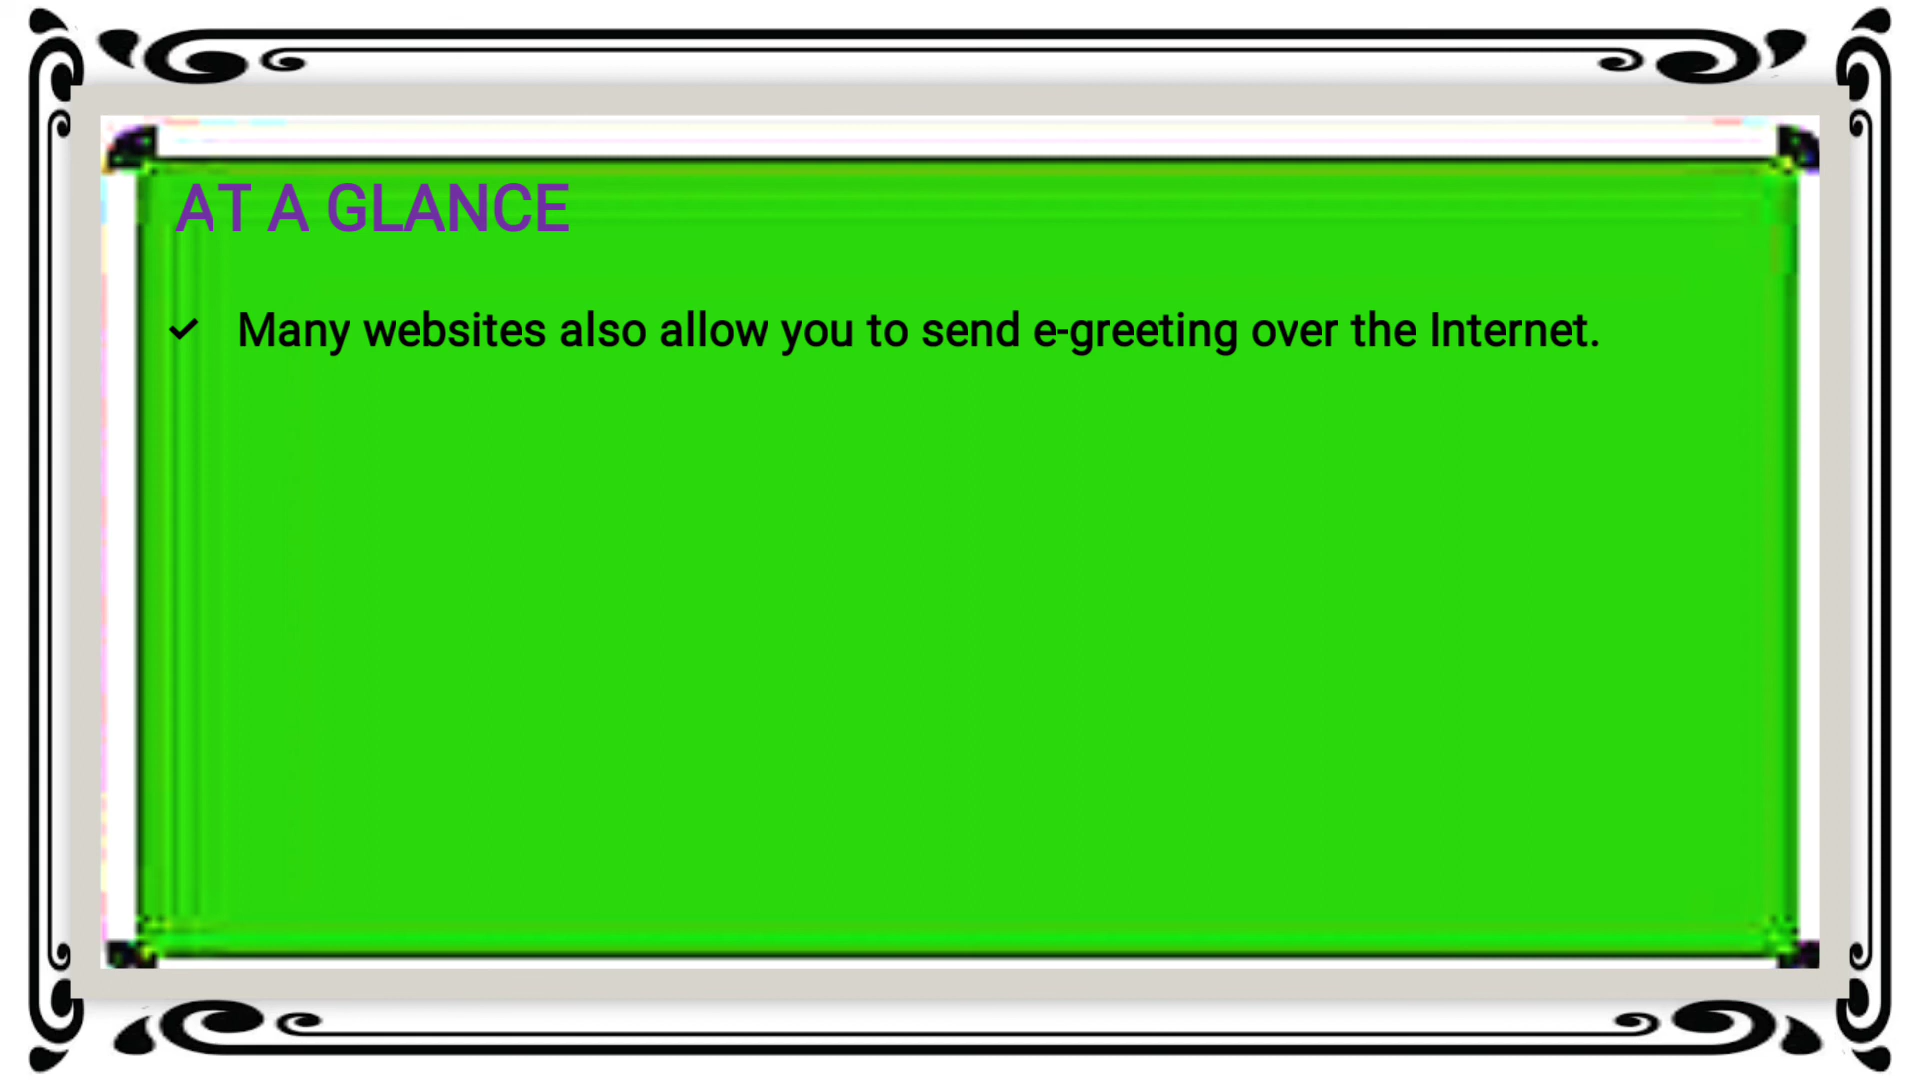 AT A GLANCE
✓ Many websites also allow you to send e-greeting over the Internet.